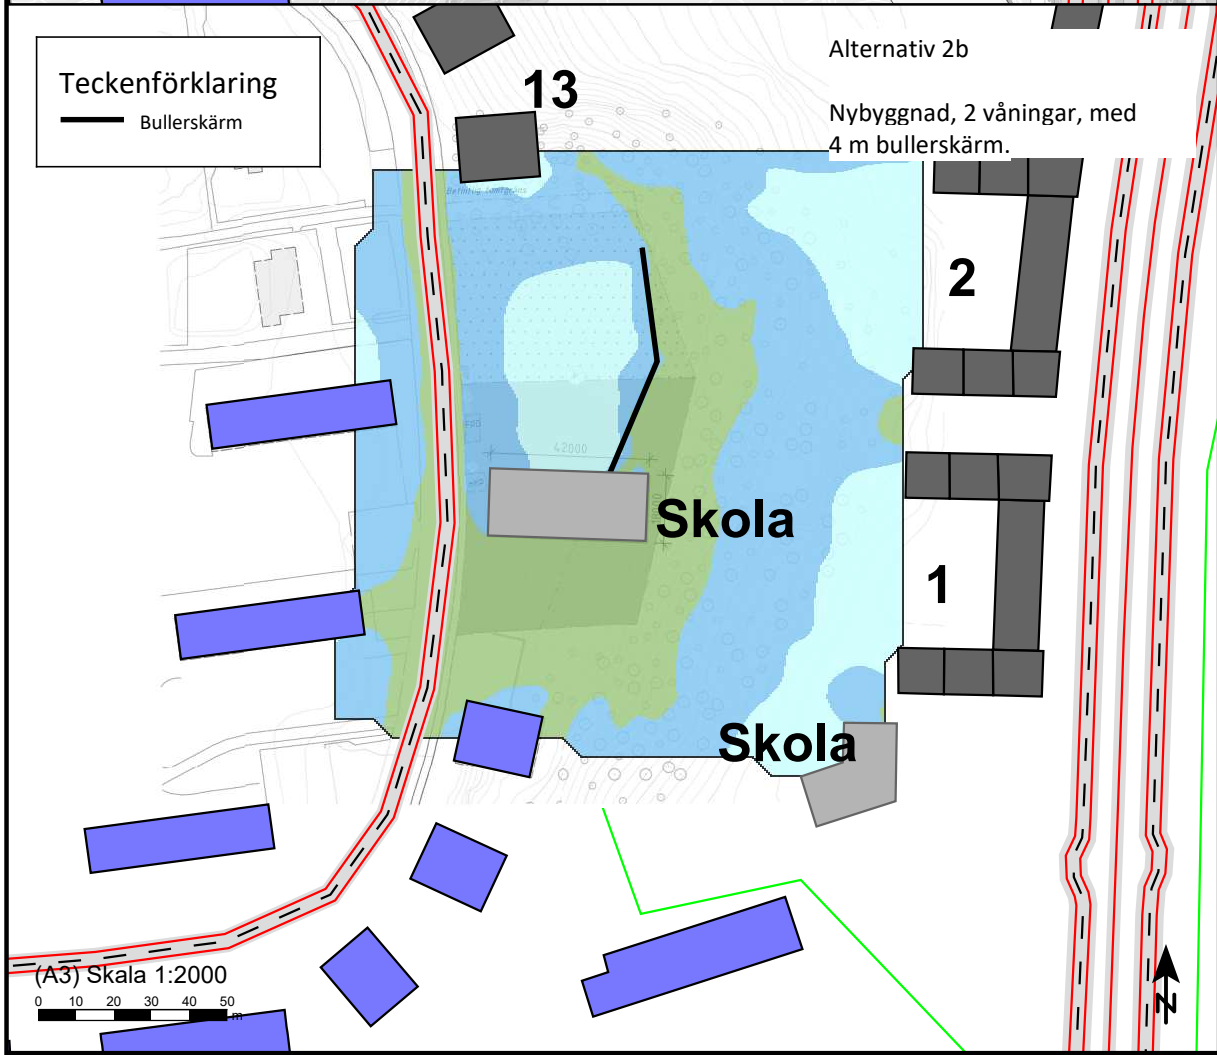 Teckenförklaring
Bullerskärm
13
Alternativ 2b
Nybyggnad, 2 våningar, med
4 m bullerskärm.
2
42000
Skola
1
Skola
(A3) Skala 1:2000
0 10 20 30 40 50
m
N